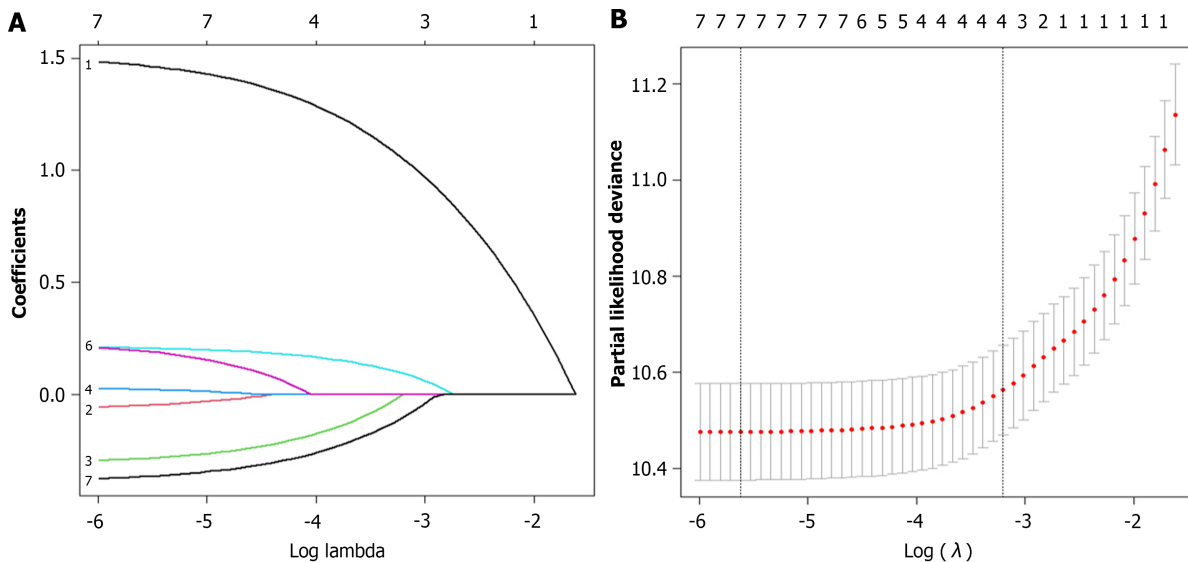 A
7 7 4 3 1
1.5
1.0
0.5
0.0
1
6
4
2
3
7
Coefficients
-6 -5 -4 -3 -2
Log lambda
B
7 7 7 7 7 7 7 7 6 5 5 4 4 4 4 4 3 2 1 1 1 1 1 1
11.2
11.0
10.8
10.6
10.4
Partial likelihood deviance
-6 -5 -4 -3 -2
Log ( λ )